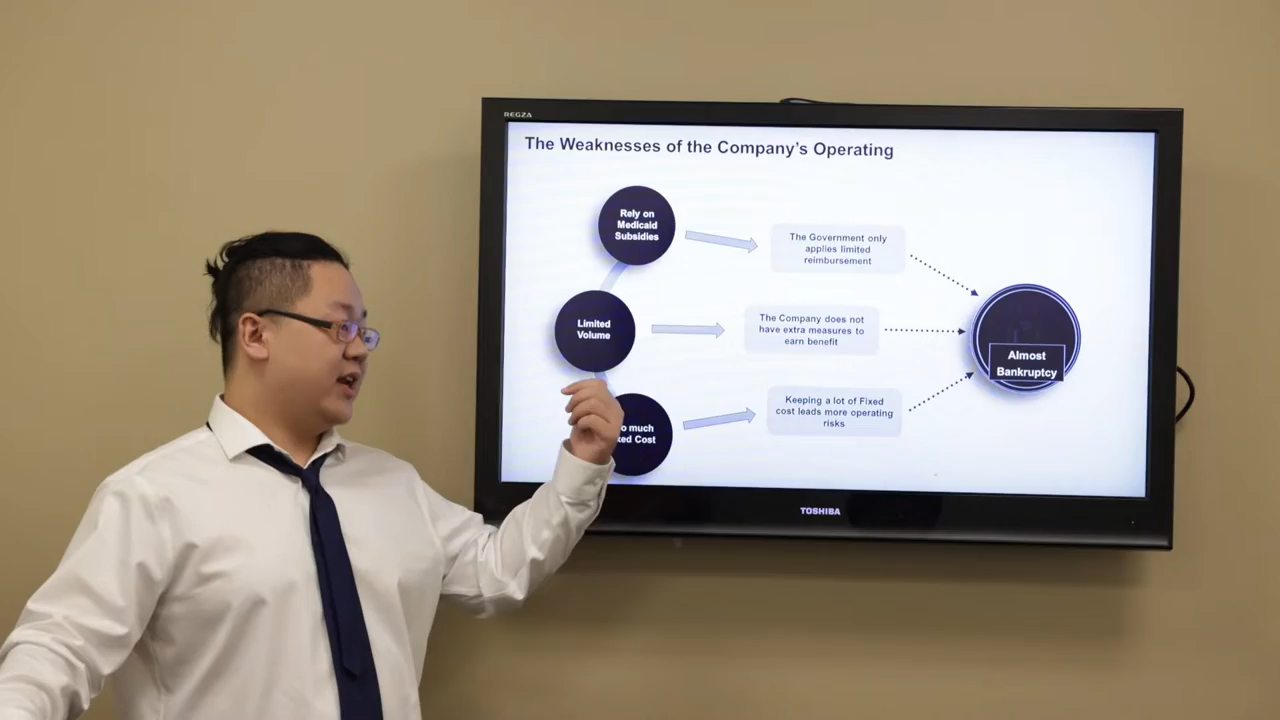 REGZA
The Weaknesses of the Company's Operating
Rely on
Medicaid
Subsidies
The Government only
applies limited
reimbursement
Limited
Volume
The Company does not
have extra measures to
earn benefit
Almost
Bankruptcy
much
Cost
Keeping a lot of Fixed
cost leads more operating
risks
TOSHIBA